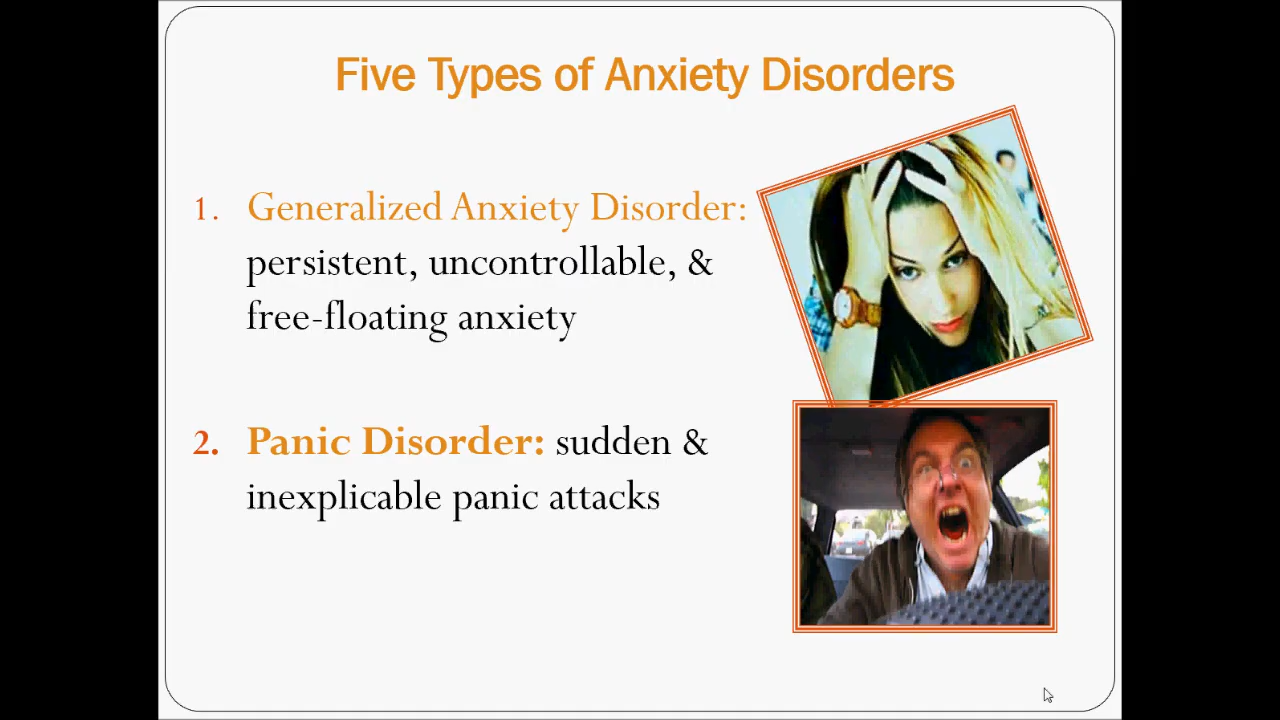 Five Types of Anxiety Disorders
1. Generalized Anxiety Disorder:
persistent, uncontrollable, &
free-floating anxiety
2. Panic Disorder: sudden &
inexplicable panic attacks